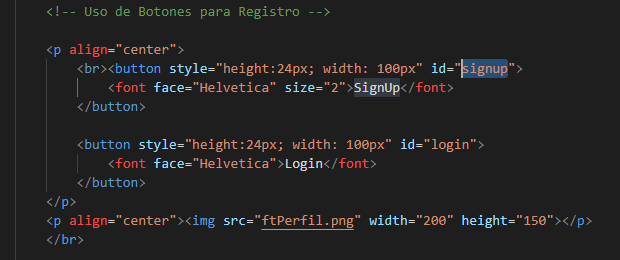 <!-- Uso de Botones para Registro -->
<p align="center">
<br><button style="height:24px; width: 100px" id="signup">
<font face="Helvetica" size="2">SignUp</font>
</button>
<button style="height:24px; width: 100px" id="login">
<font face="Helvetica">Login</font>
</button>
</p>
<p align="center"><img src="ftPerfil.png" width="200" height="150"></p>
</br>